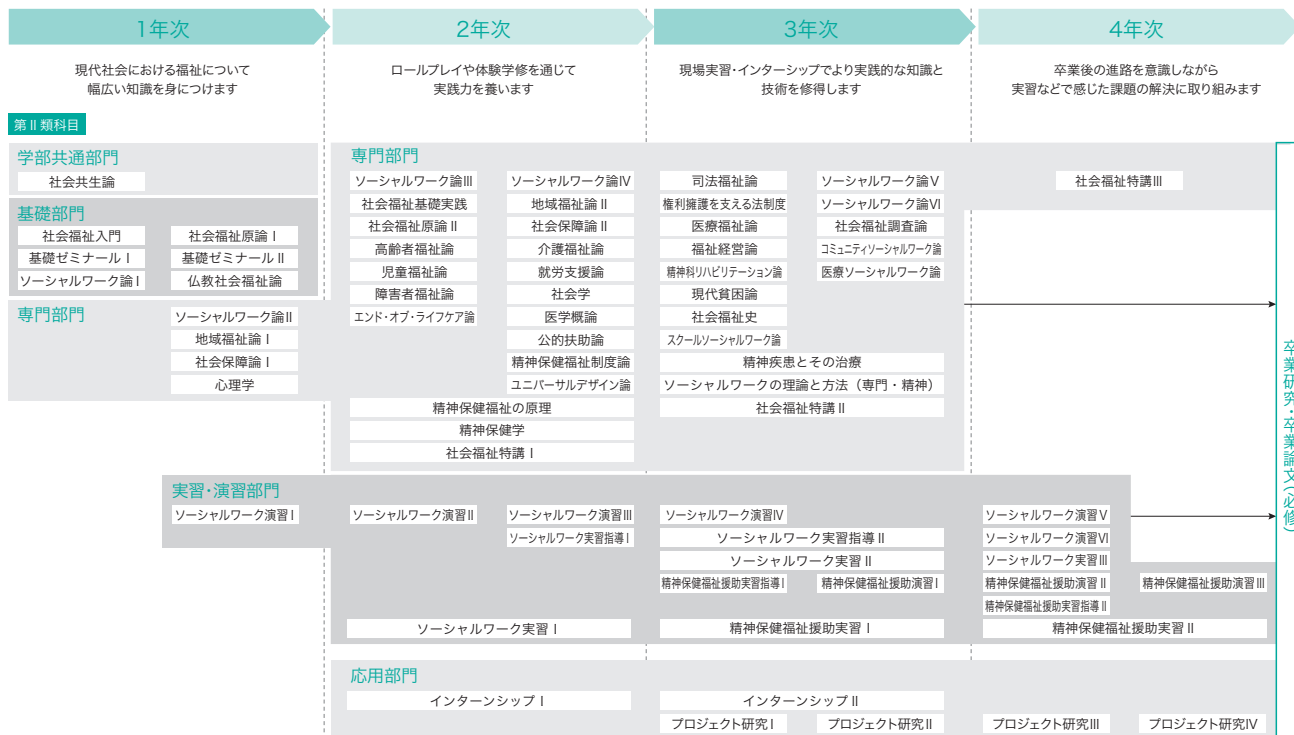 1年次
2年次
3年次
4年次
現代社会における福祉について
幅広い知識を身につけます
ロールプレイや体験学修を通じて
実践力を養います
現場実習・インターシップでより実践的な知識と
技術を修得します
卒業後の進路を意識しながら
実習などで感じた課題の解決に取り組みます
第Ⅱ類科目
学部共通部門
社会共生論
基礎部門
社会福祉入門
社会福祉原論Ⅰ
基礎ゼミナールⅠ
基礎ゼミナールⅡ
ソーシャルワーク論Ⅰ
仏教社会福祉論
専門部門
ソーシャルワーク論Ⅱ
地域福祉論Ⅰ
社会保障論Ⅰ
心理学
専門部門
ソーシャルワーク論Ⅲ
ソーシャルワーク論Ⅳ
社会福祉基礎実践
地域福祉論Ⅱ
社会福祉原論Ⅱ
社会保障論Ⅱ
高齢者福祉論
介護福祉論
児童福祉論
就労支援論
障害者福祉論
社会学
エンド・オブ・ライフケア論
医学概論
公的扶助論
精神保健福祉制度論
ユニバーサルデザイン論
精神保健福祉の原理
精神保健学
社会福祉特講Ⅰ
司法福祉論
ソーシャルワーク論Ⅴ
権利擁護を支える法制度
ソーシャルワーク論Ⅵ
医療福祉論
社会福祉調査論
福祉経営論
コミュニティソーシャルワーク論
精神科リハビリテーション論
医療ソーシャルワーク論
現代貧困論
社会福祉史
スクールソーシャルワーク論
精神疾患とその治療
ソーシャルワークの理論と方法（専門・精神）
社会福祉特講Ⅱ
社会福祉特講Ⅲ
実習・演習部門
ソーシャルワーク演習Ⅰ
ソーシャルワーク演習Ⅱ
ソーシャルワーク演習Ⅲ
ソーシャルワーク実習指導Ⅰ
ソーシャルワーク実習Ⅰ
ソーシャルワーク演習Ⅳ
ソーシャルワーク実習指導Ⅱ
ソーシャルワーク実習Ⅱ
精神保健福祉援助実習指導Ⅰ
精神保健福祉援助演習Ⅰ
精神保健福祉援助実習Ⅰ
ソーシャルワーク演習Ⅴ
ソーシャルワーク演習Ⅵ
ソーシャルワーク実習Ⅲ
精神保健福祉援助演習Ⅱ
精神保健福祉援助演習Ⅲ
精神保健福祉援助実習指導Ⅱ
精神保健福祉援助実習Ⅱ
応用部門
インターンシップⅠ
インターンシップⅡ
プロジェクト研究Ⅰ
プロジェクト研究Ⅱ
プロジェクト研究Ⅲ
プロジェクト研究Ⅳ
卒業研究・卒業論文（必修）